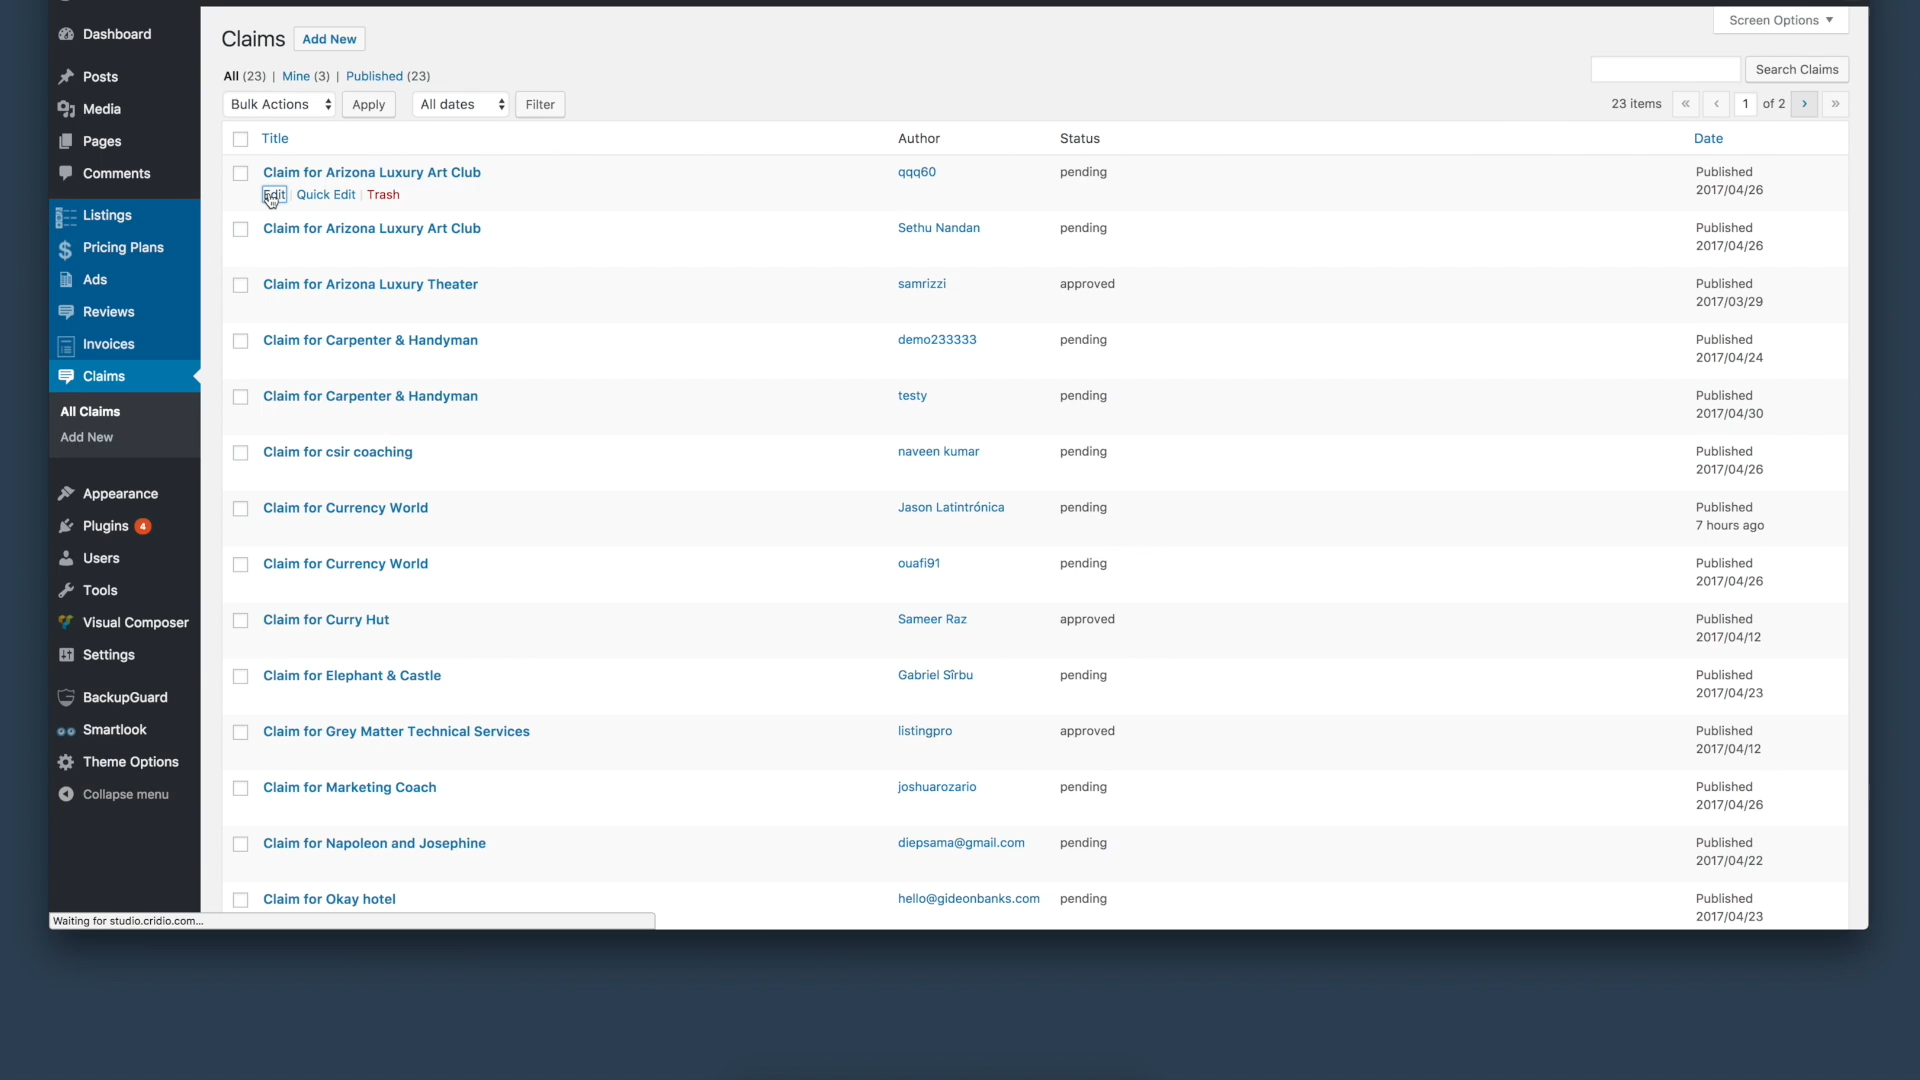 Screen Options
Dashboard
Claims Add New
Posts
All (23) | Mine (3) | Published (23)
Search Claims
Media
Bulk Actions Apply All dates Filter
23 items « ‹ 1 of 2 › »
Pages
Title Author Status Date
Comments
Claim for Arizona Luxury Art Club qqq60 pending Published
2017/04/26
Edit | Quick Edit | Trash
Listings
Claim for Arizona Luxury Art Club Sethu Nandan pending Published
2017/04/26
Pricing Plans
Ads
Claim for Arizona Luxury Theater samrizzi approved Published
2017/03/29
Reviews
Invoices
Claim for Carpenter & Handyman demo233333 pending Published
2017/04/24
Claims
Claim for Carpenter & Handyman testy pending Published
2017/04/30
All Claims
Add New
Claim for csir coaching naveen kumar pending Published
2017/04/26
Appearance
Claim for Currency World Jason Latintrónica pending Published
7 hours ago
Plugins 4
Users
Claim for Currency World ouafi91 pending Published
2017/04/26
Tools
Visual Composer
Claim for Curry Hut Sameer Raz approved Published
2017/04/12
Settings
Claim for Elephant & Castle Gabriel Sîrbu pending Published
2017/04/23
BackupGuard
Smartlook
Claim for Grey Matter Technical Services listingpro approved Published
2017/04/12
Theme Options
Collapse menu
Claim for Marketing Coach joshuarozario pending Published
2017/04/26
Claim for Napoleon and Josephine diepsama@gmail.com pending Published
2017/04/22
Claim for Okay hotel hello@gideonbanks.com pending Published
2017/04/23
Waiting for studio.cridio.com...